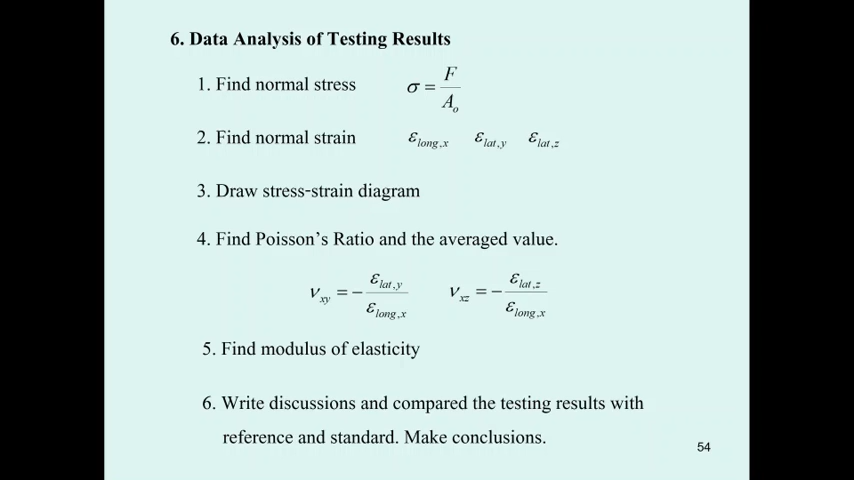 6. Data Analysis of Testing Results
1. Find normal stress σ = F / A_o
2. Find normal strain ε_long,x ε_lat,y ε_lat,z
3. Draw stress-strain diagram
4. Find Poisson’s Ratio and the averaged value.
ν_xy = − ε_lat,y / ε_long,x ν_xz = − ε_lat,z / ε_long,x
5. Find modulus of elasticity
6. Write discussions and compared the testing results with
reference and standard. Make conclusions.
54